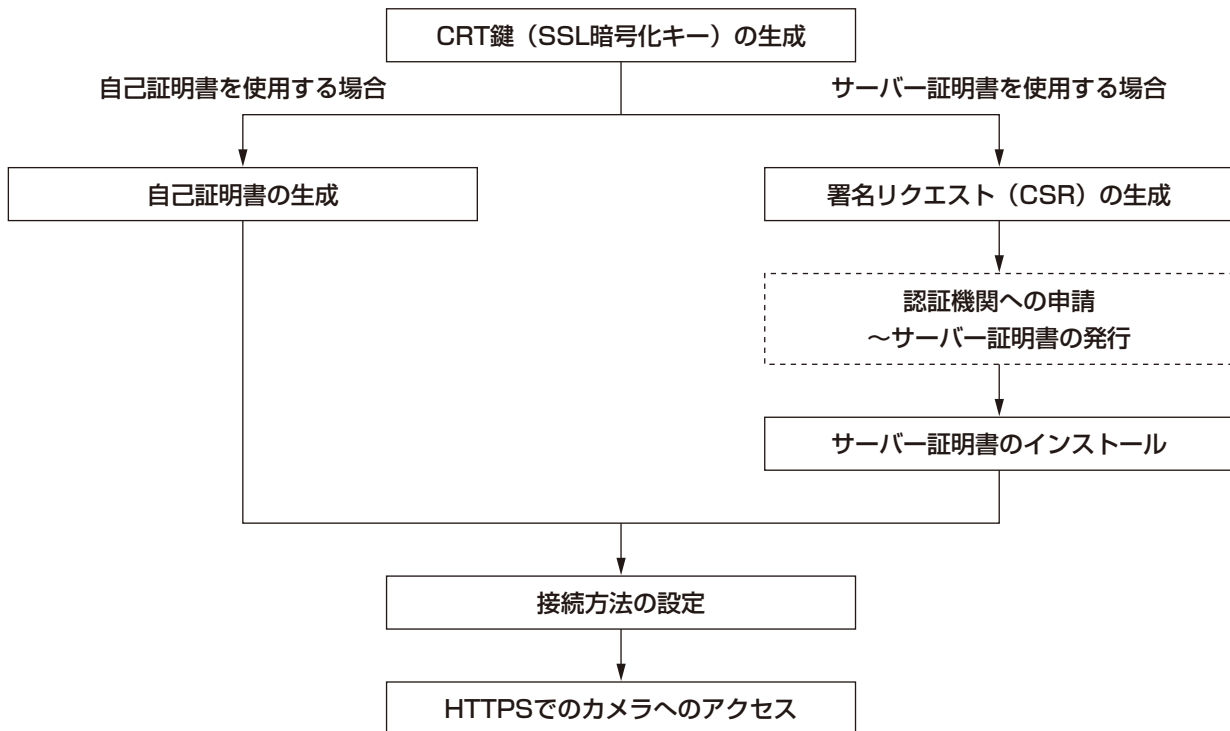 CRT鍵（SSL暗号化キー）の生成
自己証明書を使用する場合
サーバー証明書を使用する場合
自己証明書の生成
署名リクエスト（CSR）の生成
認証機関への申請
～サーバー証明書の発行
サーバー証明書のインストール
接続方法の設定
HTTPSでのカメラへのアクセス